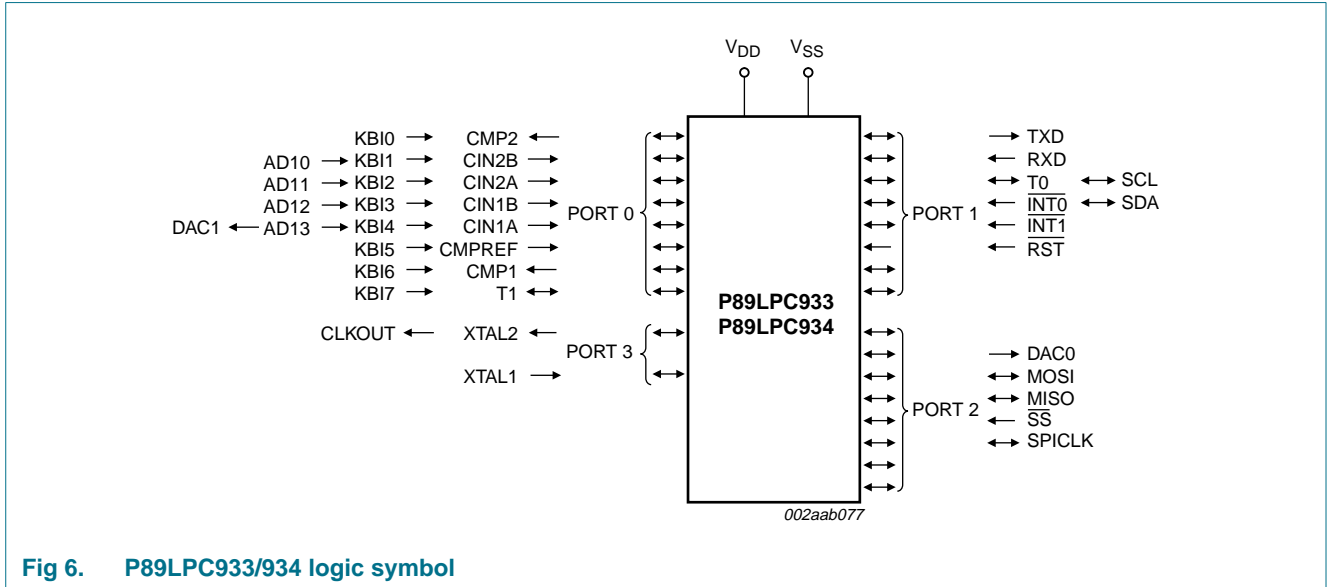 VDD VSS
KBI0 CMP2 TXD
AD10 KBI1 CIN2B RXD
AD11 KBI2 CIN2A T0 SCL
AD12 KBI3 CIN1B PORT 0 PORT 1 INT0 SDA
DAC1 AD13 KBI4 CIN1A INT1
KBI5 CMPREF RST
KBI6 CMP1
KBI7 T1
P89LPC933
P89LPC934
CLKOUT XTAL2
PORT 3
XTAL1
DAC0
MOSI
MISO
PORT 2
SS
SPICLK
002aab077
Fig 6. P89LPC933/934 logic symbol